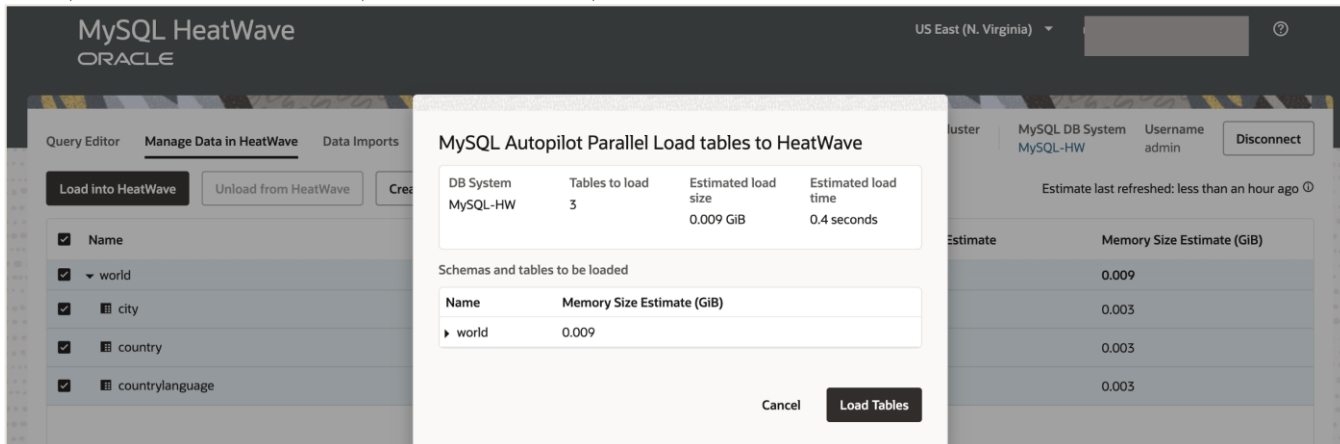 MySQL HeatWave
ORACLE
US East (N. Virginia)
Query Editor
Manage Data in HeatWave
Data Imports
MySQL DB System
MySQL-HW
Username
admin
Disconnect
Load into HeatWave
Unload from HeatWave
Estimate last refreshed: less than an hour ago
Name
Estimate
Memory Size Estimate (GiB)
world
0.009
city
0.003
country
0.003
countrylanguage
0.003
MySQL Autopilot Parallel Load tables to HeatWave
DB System
MySQL-HW
Tables to load
3
Estimated load
size
0.009 GiB
Estimated load
time
0.4 seconds
Schemas and tables to be loaded
Name
Memory Size Estimate (GiB)
world
0.009
Cancel
Load Tables